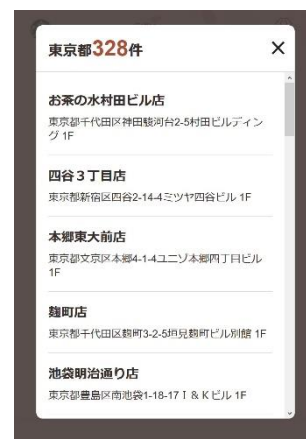 東京都328件
×
お茶の水村田ビル店
東京都千代田区神田駿河台2-5村田ビルディン
グ 1F
四谷３丁目店
東京都新宿区四谷2-14-4ミツヤ四谷ビル 1F
本郷東大前店
東京都文京区本郷4-1-4ユニゾ本郷四丁目ビル
1F
麹町店
東京都千代田区麹町3-2-5垣見麹町ビル別館 1F
池袋明治通り店
東京都豊島区南池袋1-18-17Ｉ＆Ｋビル 1F